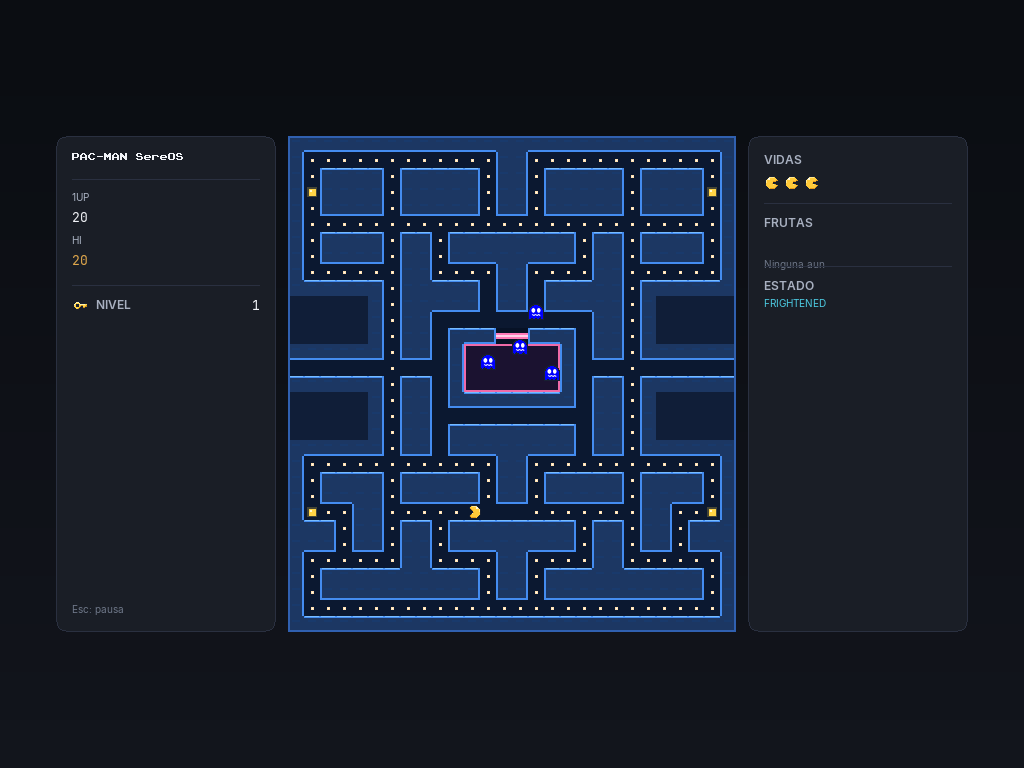 PAC-MAN SereOS
1UP
20
HI
20
NIVEL 1
Esc: pausa
VIDAS
FRUTAS
Ninguna aun
ESTADO
FRIGHTENED